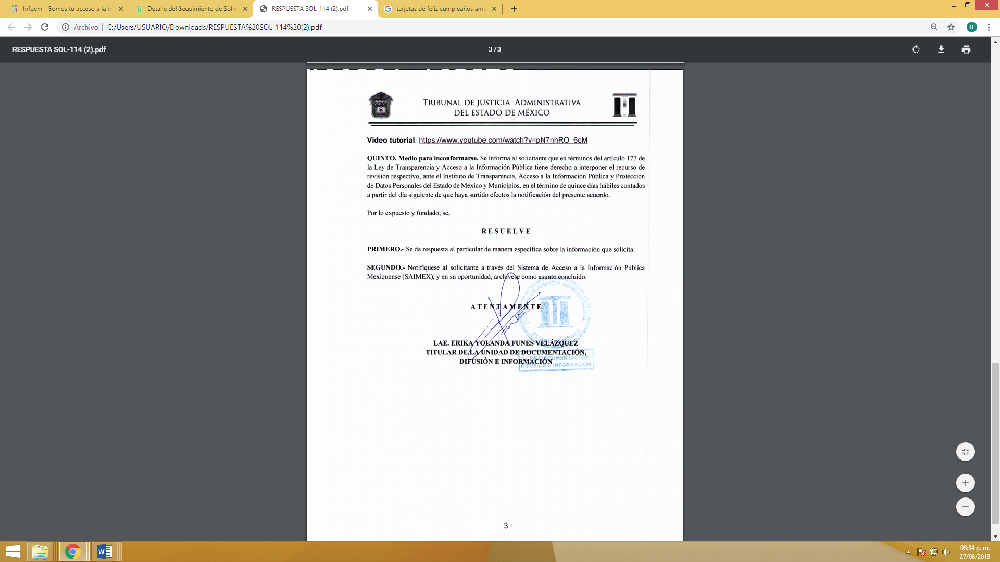 Infoem - Somos tu acceso a la in
Detalle del Seguimiento de Solic
RESPUESTA SOL-114 (2).pdf
tarjetas de feliz cumpleaños amo
Archivo
C:/Users/USUARIO/Downloads/RESPUESTA%20SOL-114%20(2).pdf
B
RESPUESTA SOL-114 (2).pdf
3 / 3
TRIBUNAL DE JUSTICIA ADMINISTRATIVA
DEL ESTADO DE MÉXICO
Video tutorial: https://www.youtube.com/watch?v=pN7nhRO_6cM
QUINTO. Medio para inconformarse. Se informa al solicitante que en términos del artículo 177 de
la Ley de Transparencia y Acceso a la Información Pública tiene derecho a interponer el recurso de
revisión respectivo, ante el Instituto de Transparencia, Acceso a la Información Pública y Protección
de Datos Personales del Estado de México y Municipios, en el término de quince días hábiles contados
a partir del día siguiente de que haya surtido efectos la notificación del presente acuerdo.
Por lo expuesto y fundado; se,
R E S U E L V E
PRIMERO.- Se da respuesta al particular de manera específica sobre la información que solicita.
SEGUNDO.- Notifíquese al solicitante a través del Sistema de Acceso a la Información Pública
Mexiquense (SAIMEX), y en su oportunidad, archívese como asunto concluido.
TRIBUNAL DE JUSTICIA ADMINISTRATIVA
ESTADO DE MÉXICO
A T E N T A M E N T E
LAE. ERIKA YOLANDA FUNES VELÁZQUEZ
TITULAR DE LA UNIDAD DE DOCUMENTACIÓN,
DIFUSIÓN E INFORMACIÓN
U. DE DOCUMENTACION
DIFUSION E INFORMACION
3
08:34 p. m.
27/08/2019